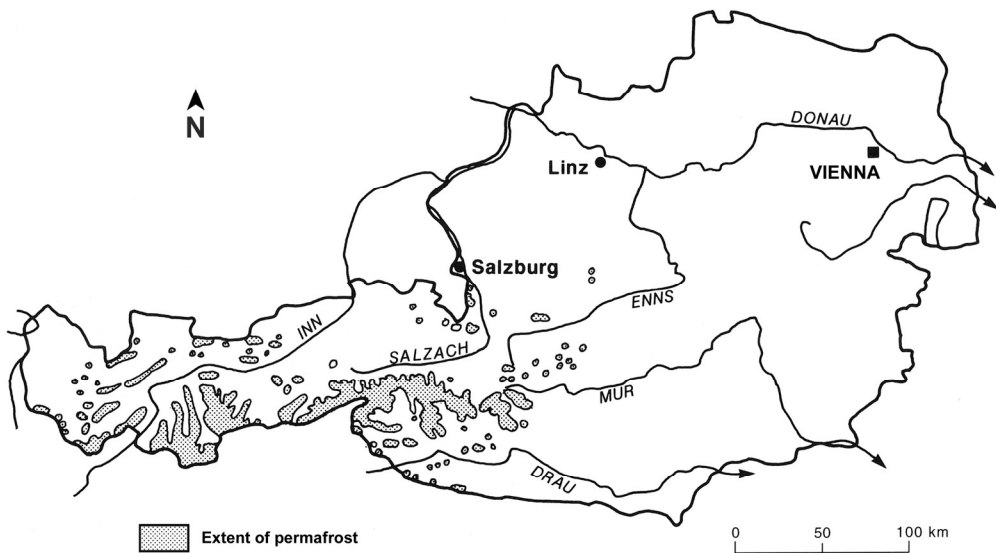 DONAU
N
VIENNA
Linz
Salzburg
ENNS
INN
SALZACH
MUR
DRAU
Extent of permafrost
0 50 100 km